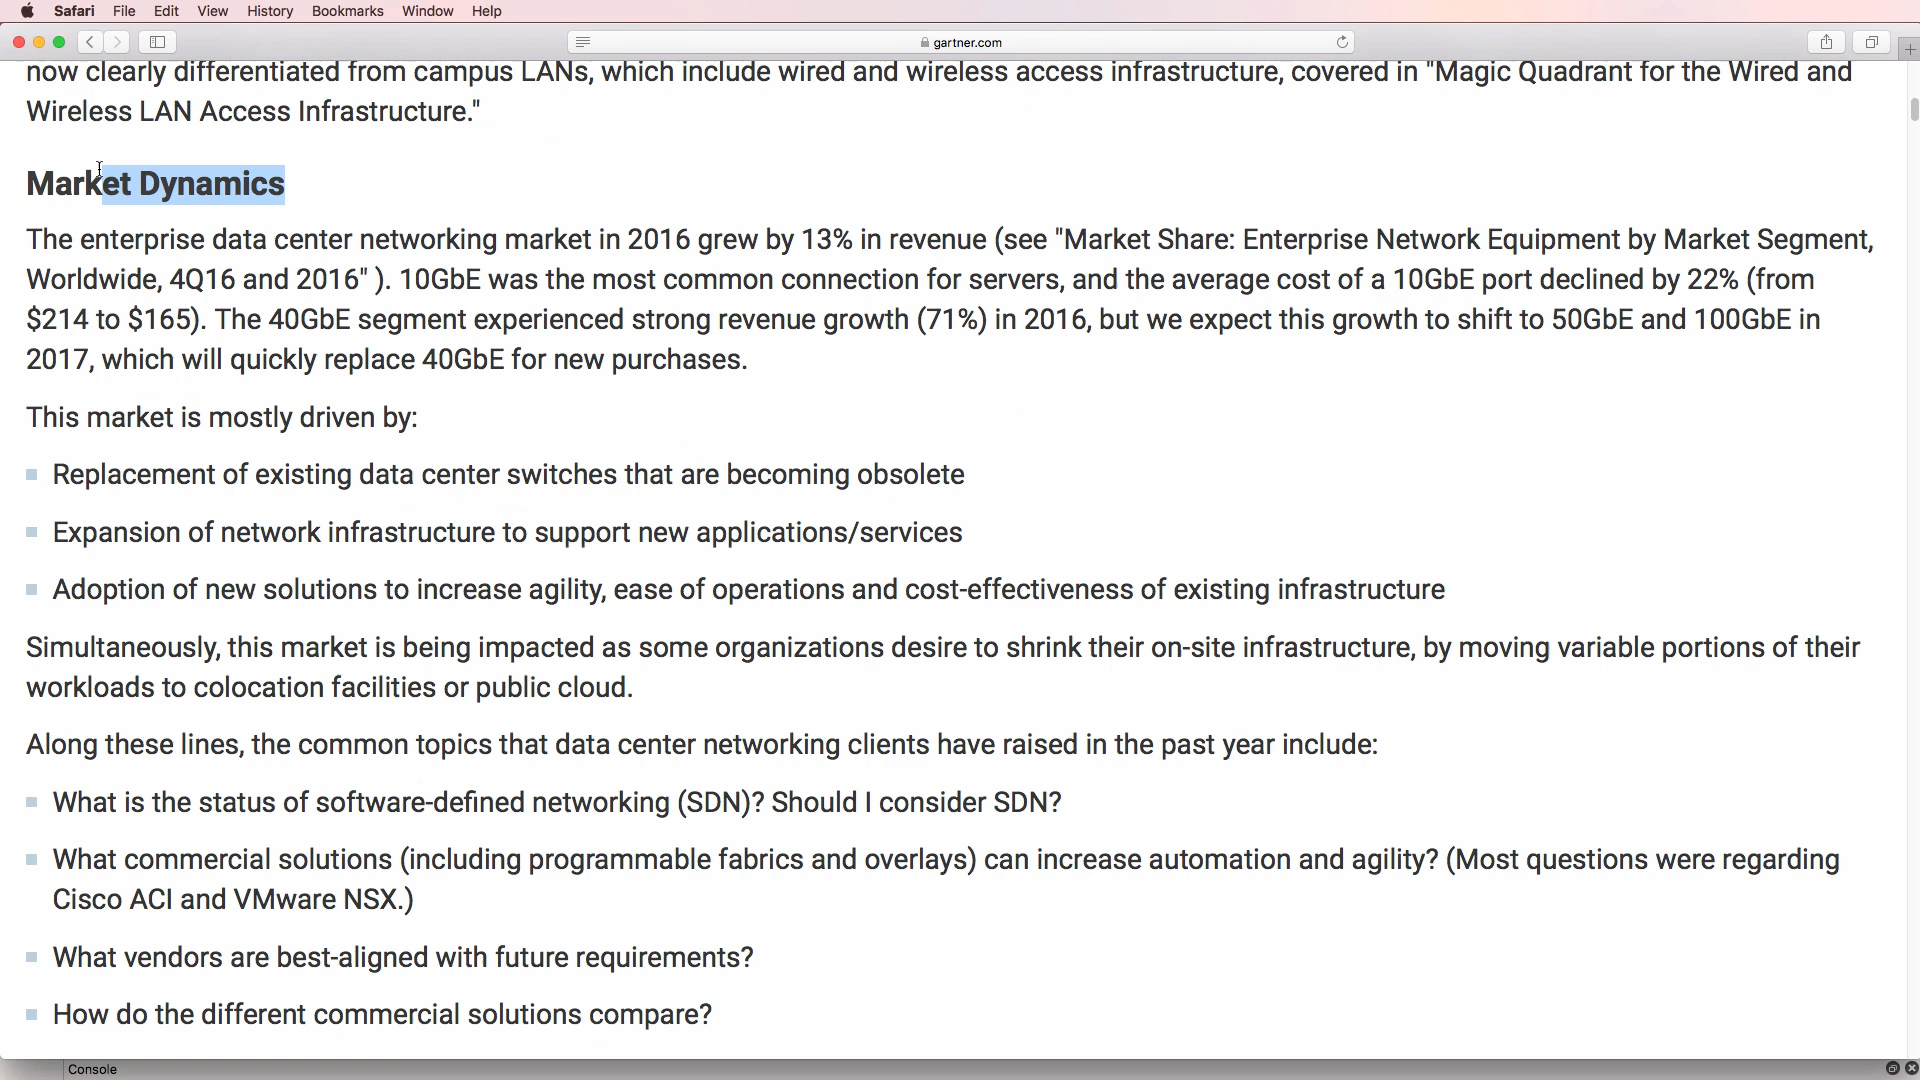 Safari File Edit View History Bookmarks Window Help
gartner.com
now clearly differentiated from campus LANs, which include wired and wireless access infrastructure, covered in "Magic Quadrant for the Wired and
Wireless LAN Access Infrastructure."
Market Dynamics
The enterprise data center networking market in 2016 grew by 13% in revenue (see "Market Share: Enterprise Network Equipment by Market Segment,
Worldwide, 4Q16 and 2016" ). 10GbE was the most common connection for servers, and the average cost of a 10GbE port declined by 22% (from
$214 to $165). The 40GbE segment experienced strong revenue growth (71%) in 2016, but we expect this growth to shift to 50GbE and 100GbE in
2017, which will quickly replace 40GbE for new purchases.
This market is mostly driven by:
Replacement of existing data center switches that are becoming obsolete
Expansion of network infrastructure to support new applications/services
Adoption of new solutions to increase agility, ease of operations and cost-effectiveness of existing infrastructure
Simultaneously, this market is being impacted as some organizations desire to shrink their on-site infrastructure, by moving variable portions of their
workloads to colocation facilities or public cloud.
Along these lines, the common topics that data center networking clients have raised in the past year include:
What is the status of software-defined networking (SDN)? Should I consider SDN?
What commercial solutions (including programmable fabrics and overlays) can increase automation and agility? (Most questions were regarding
Cisco ACI and VMware NSX.)
What vendors are best-aligned with future requirements?
How do the different commercial solutions compare?
Console